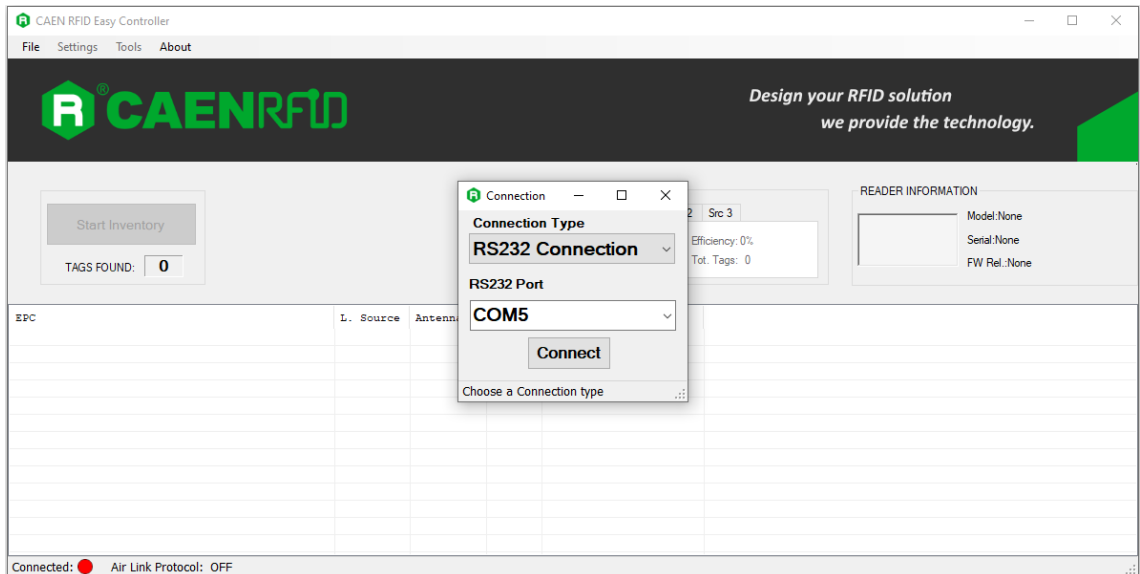 CAEN RFID Easy Controller
File Settings Tools About
R® CAENRFID
Design your RFID solution
we provide the technology.
Start Inventory
TAGS FOUND: 0
Connection
Connection Type
RS232 Connection
RS232 Port
COM5
Connect
Choose a Connection type
2 Src 3
Efficiency: 0%
Tot. Tags: 0
READER INFORMATION
Model:None
Serial:None
FW Rel.:None
EPC L. Source Antenn
Connected: Air Link Protocol: OFF